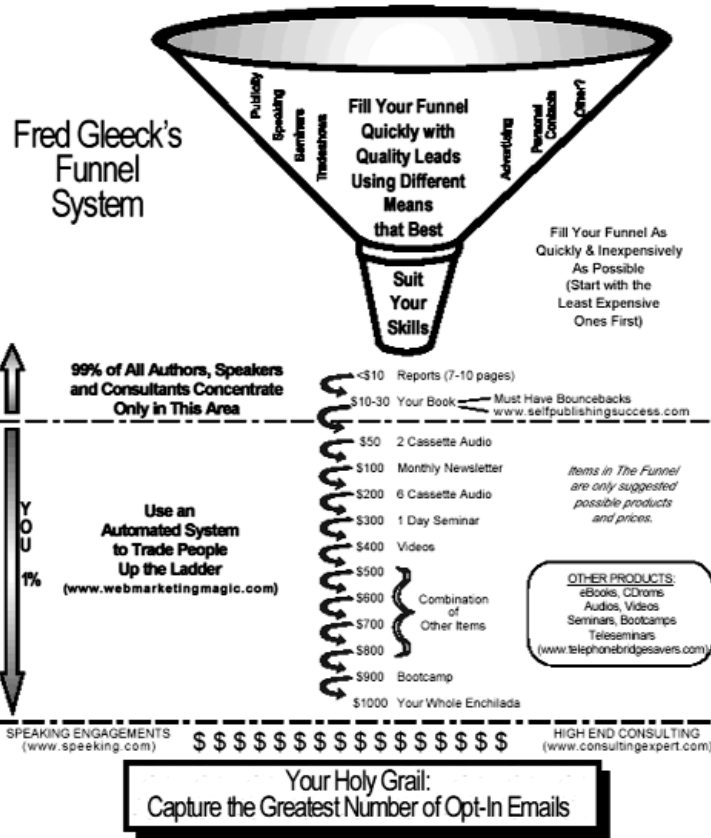 Fred Gleeck's
Funnel
System
Publicity
Speaking
Seminars
Tradeshows
Fill Your Funnel
Quickly with
Quality Leads
Using Different
Means
that Best
Suit
Your
Skills
Advertising
Personal
Contacts
Other?
Fill Your Funnel As
Quickly & Inexpensively
As Possible
(Start with the
Least Expensive
Ones First)
99% of All Authors, Speakers
and Consultants Concentrate
Only in This Area
<$10 Reports (7-10 pages)
$10-30 Your Book
Must Have Bouncebacks
www.selfpublishingsuccess.com
YOU
1%
Use an
Automated System
to Trade People
Up the Ladder
(www.webmarketingmagic.com)
$50 2 Cassette Audio
$100 Monthly Newsletter
$200 6 Cassette Audio
$300 1 Day Seminar
$400 Videos
$500
$600
$700
$800
Combination
of
Other Items
$900 Bootcamp
$1000 Your Whole Enchilada
Items in The Funnel
are only suggested
possible products
and prices.
OTHER PRODUCTS:
eBooks, CDroms
Audios, Videos
Seminars, Bootcamps
Teleseminars
(www.telephonebridgesavers.com)
SPEAKING ENGAGEMENTS
(www.speeking.com)
$ $ $ $ $ $ $ $ $ $ $ $ $ $ $ $
HIGH END CONSULTING
(www.consultingexpert.com)
Your Holy Grail:
Capture the Greatest Number of Opt-In Emails